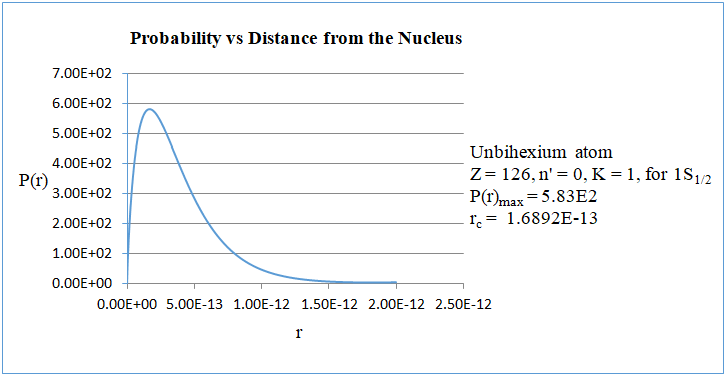 Probability vs Distance from the Nucleus
7.00E+02
6.00E+02
5.00E+02
4.00E+02
3.00E+02
2.00E+02
1.00E+02
0.00E+00
P(r)
0.00E+00 5.00E-13 1.00E-12 1.50E-12 2.00E-12 2.50E-12
r
Unbihexium atom
Z = 126, n' = 0, K = 1, for 1S1/2
P(r)max = 5.83E2
rc = 1.6892E-13